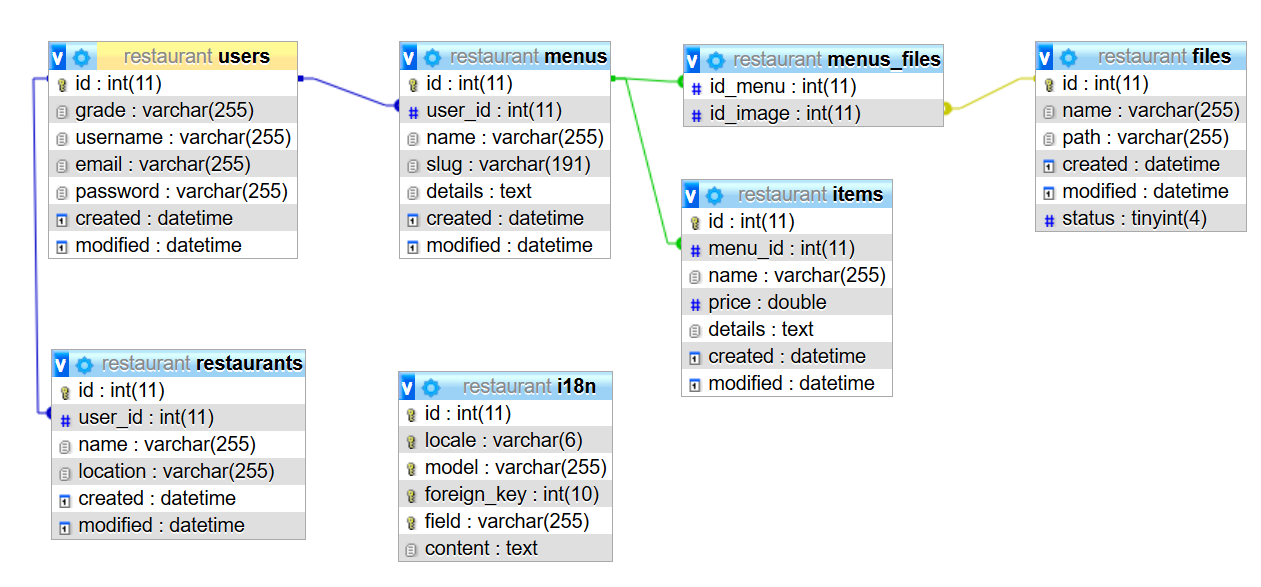 v restaurant users
id : int(11)
grade : varchar(255)
username : varchar(255)
email : varchar(255)
password : varchar(255)
created : datetime
modified : datetime
v restaurant menus
id : int(11)
user_id : int(11)
name : varchar(255)
slug : varchar(191)
details : text
created : datetime
modified : datetime
v restaurant menus_files
id_menu : int(11)
id_image : int(11)
v restaurant files
id : int(11)
name : varchar(255)
path : varchar(255)
created : datetime
modified : datetime
status : tinyint(4)
v restaurant items
id : int(11)
menu_id : int(11)
name : varchar(255)
price : double
details : text
created : datetime
modified : datetime
v restaurant restaurants
id : int(11)
user_id : int(11)
name : varchar(255)
location : varchar(255)
created : datetime
modified : datetime
v restaurant i18n
id : int(11)
locale : varchar(6)
model : varchar(255)
foreign_key : int(10)
field : varchar(255)
content : text